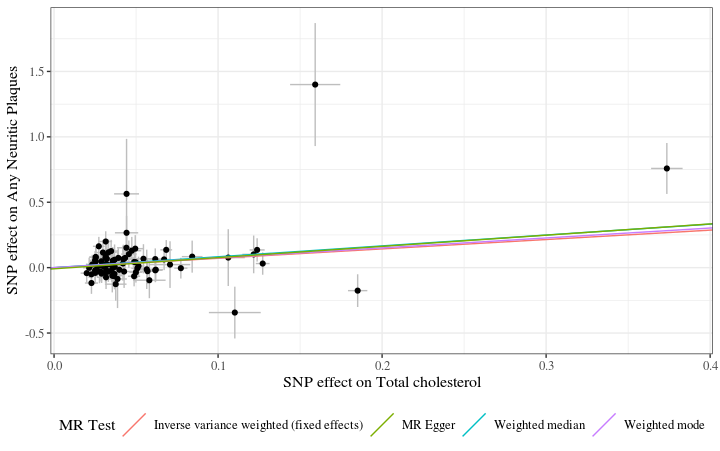 SNP effect on Any Neuritic Plaques
1.5
1.0
0.5
0.0
-0.5
0.0 0.1 0.2 0.3 0.4
SNP effect on Total cholesterol
MR Test Inverse variance weighted (fixed effects) MR Egger Weighted median Weighted mode